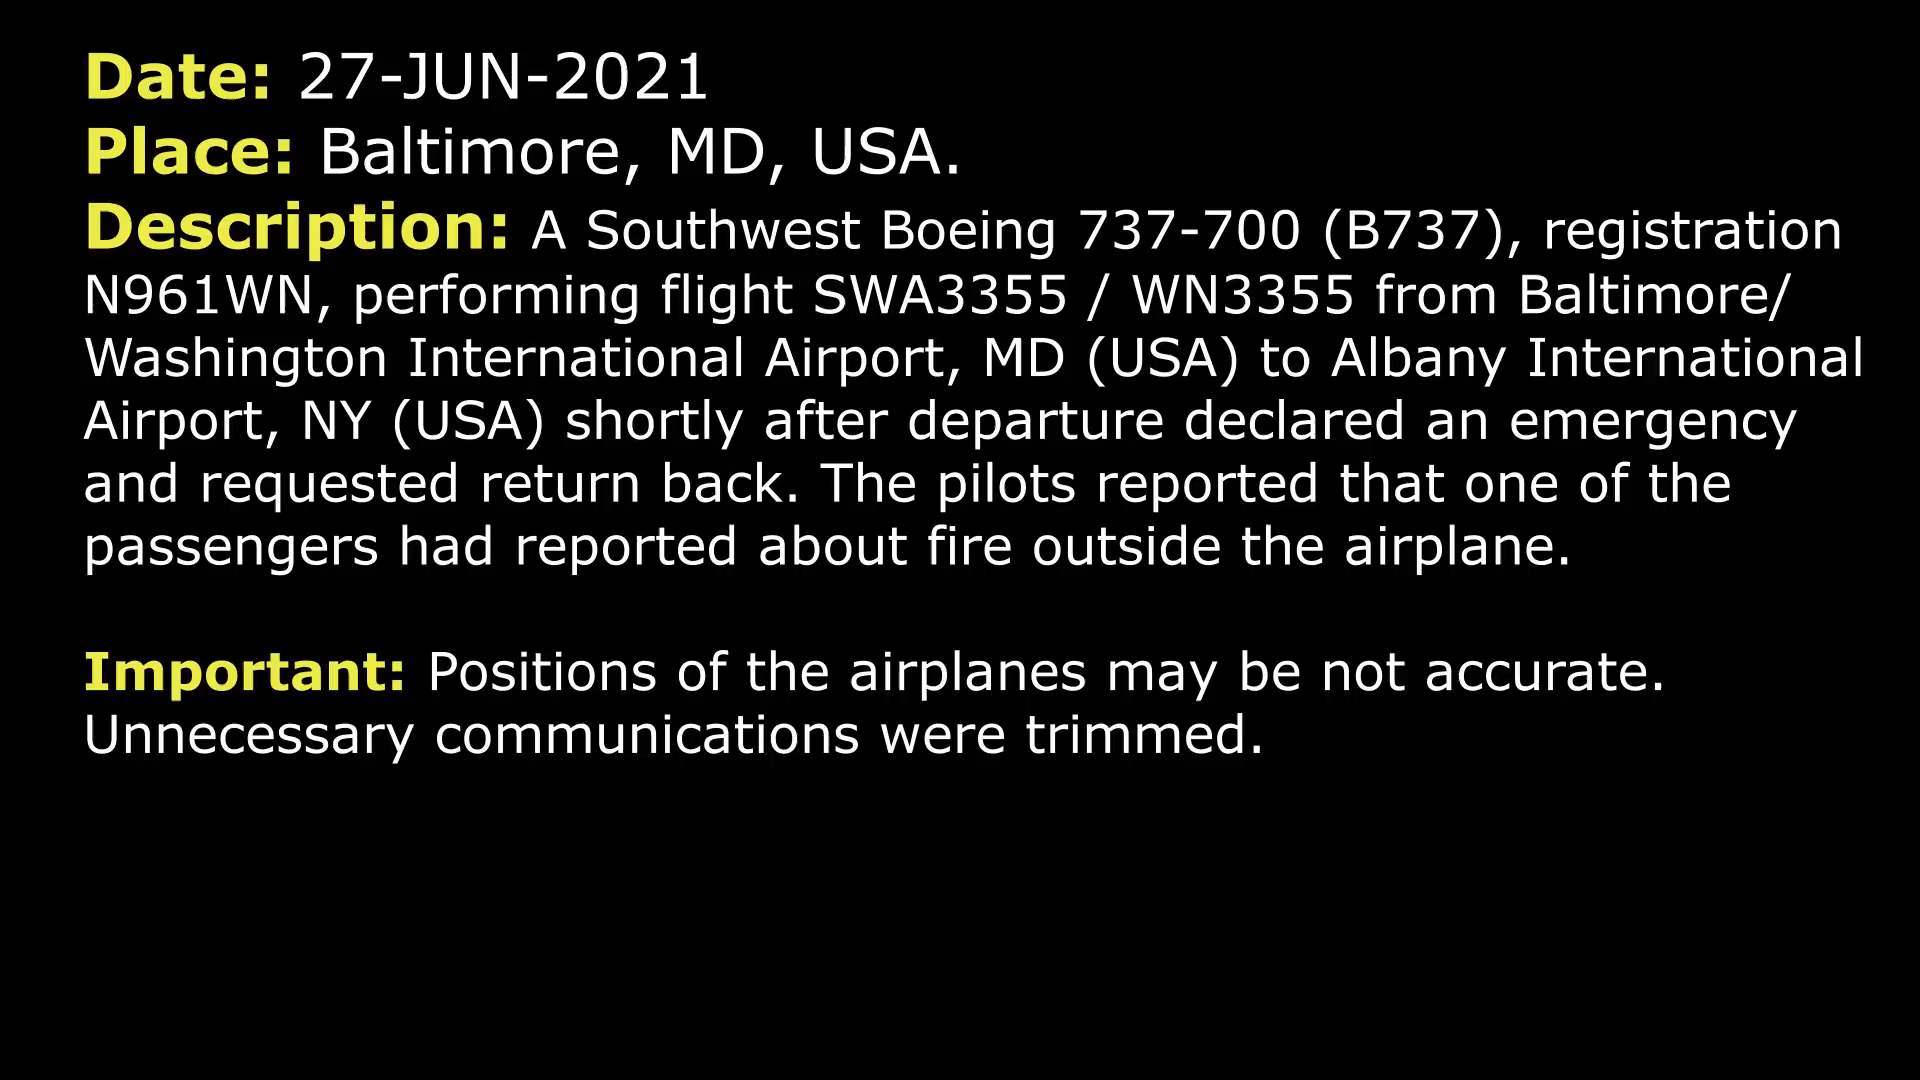 Date: 27-JUN-2021
Place: Baltimore, MD, USA.
Description: A Southwest Boeing 737-700 (B737), registration
N961WN, performing flight SWA3355 / WN3355 from Baltimore/
Washington International Airport, MD (USA) to Albany International
Airport, NY (USA) shortly after departure declared an emergency
and requested return back. The pilots reported that one of the
passengers had reported about fire outside the airplane.
Important: Positions of the airplanes may be not accurate.
Unnecessary communications were trimmed.